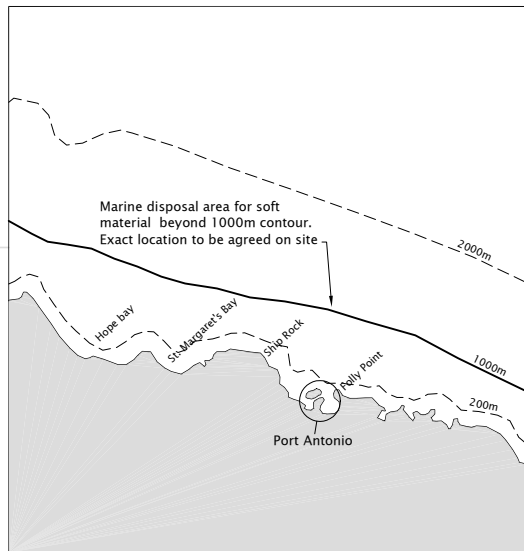 Marine disposal area for soft
material beyond 1000m contour.
Exact location to be agreed on site
2000m
Hope bay
St. Margaret's Bay
Ship Rock
Folly Point
1000m
200m
Port Antonio